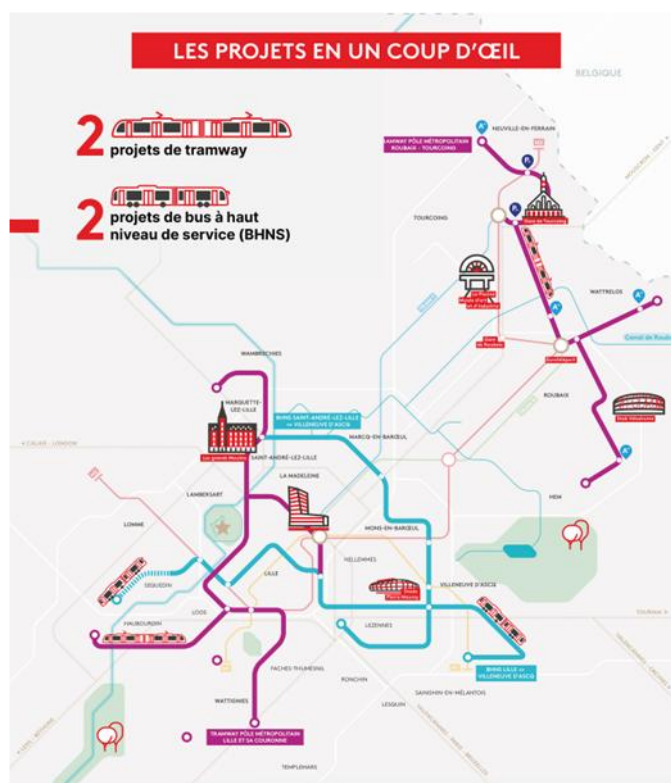 LES PROJETS EN UN COUP D'ŒIL
BELGIQUE
2
projets de tramway
2
projets de bus à haut
niveau de service (BHNS)
NEUVILLE-EN-FERRAIN
TRAMWAY PÔLE MÉTROPOLITAIN
ROUBAIX - TOURCOING
TOURCOING
WATTRELOS
Canal de Roubaix
ROUBAIX
HEM
WAMBRECHIES
MARQUETTE-
LEZ-LILLE
BHNS SAINT-ANDRÉ-LEZ-LILLE
VILLENEUVE D'ASCQ
MARCQ-EN-BARŒUL
SAINT-ANDRÉ-LEZ-LILLE
LA MADELEINE
LAMBERSART
LOMME
MONS-EN-BARŒUL
HELLEMMES
VILLENEUVE D'ASCQ
SEQUEDIN
LILLE
LOOS
HAUBOURDIN
LEZENNES
FACHES-THUMESNIL
RONCHIN
BHNS LILLE
VILLENEUVE D'ASCQ
SAINGHIN-EN-MÉLANTOIS
LESQUIN
WATTIGNIES
TRAMWAY PÔLE MÉTROPOLITAIN
LILLE ET SA COURONNE
TEMPLEMARS